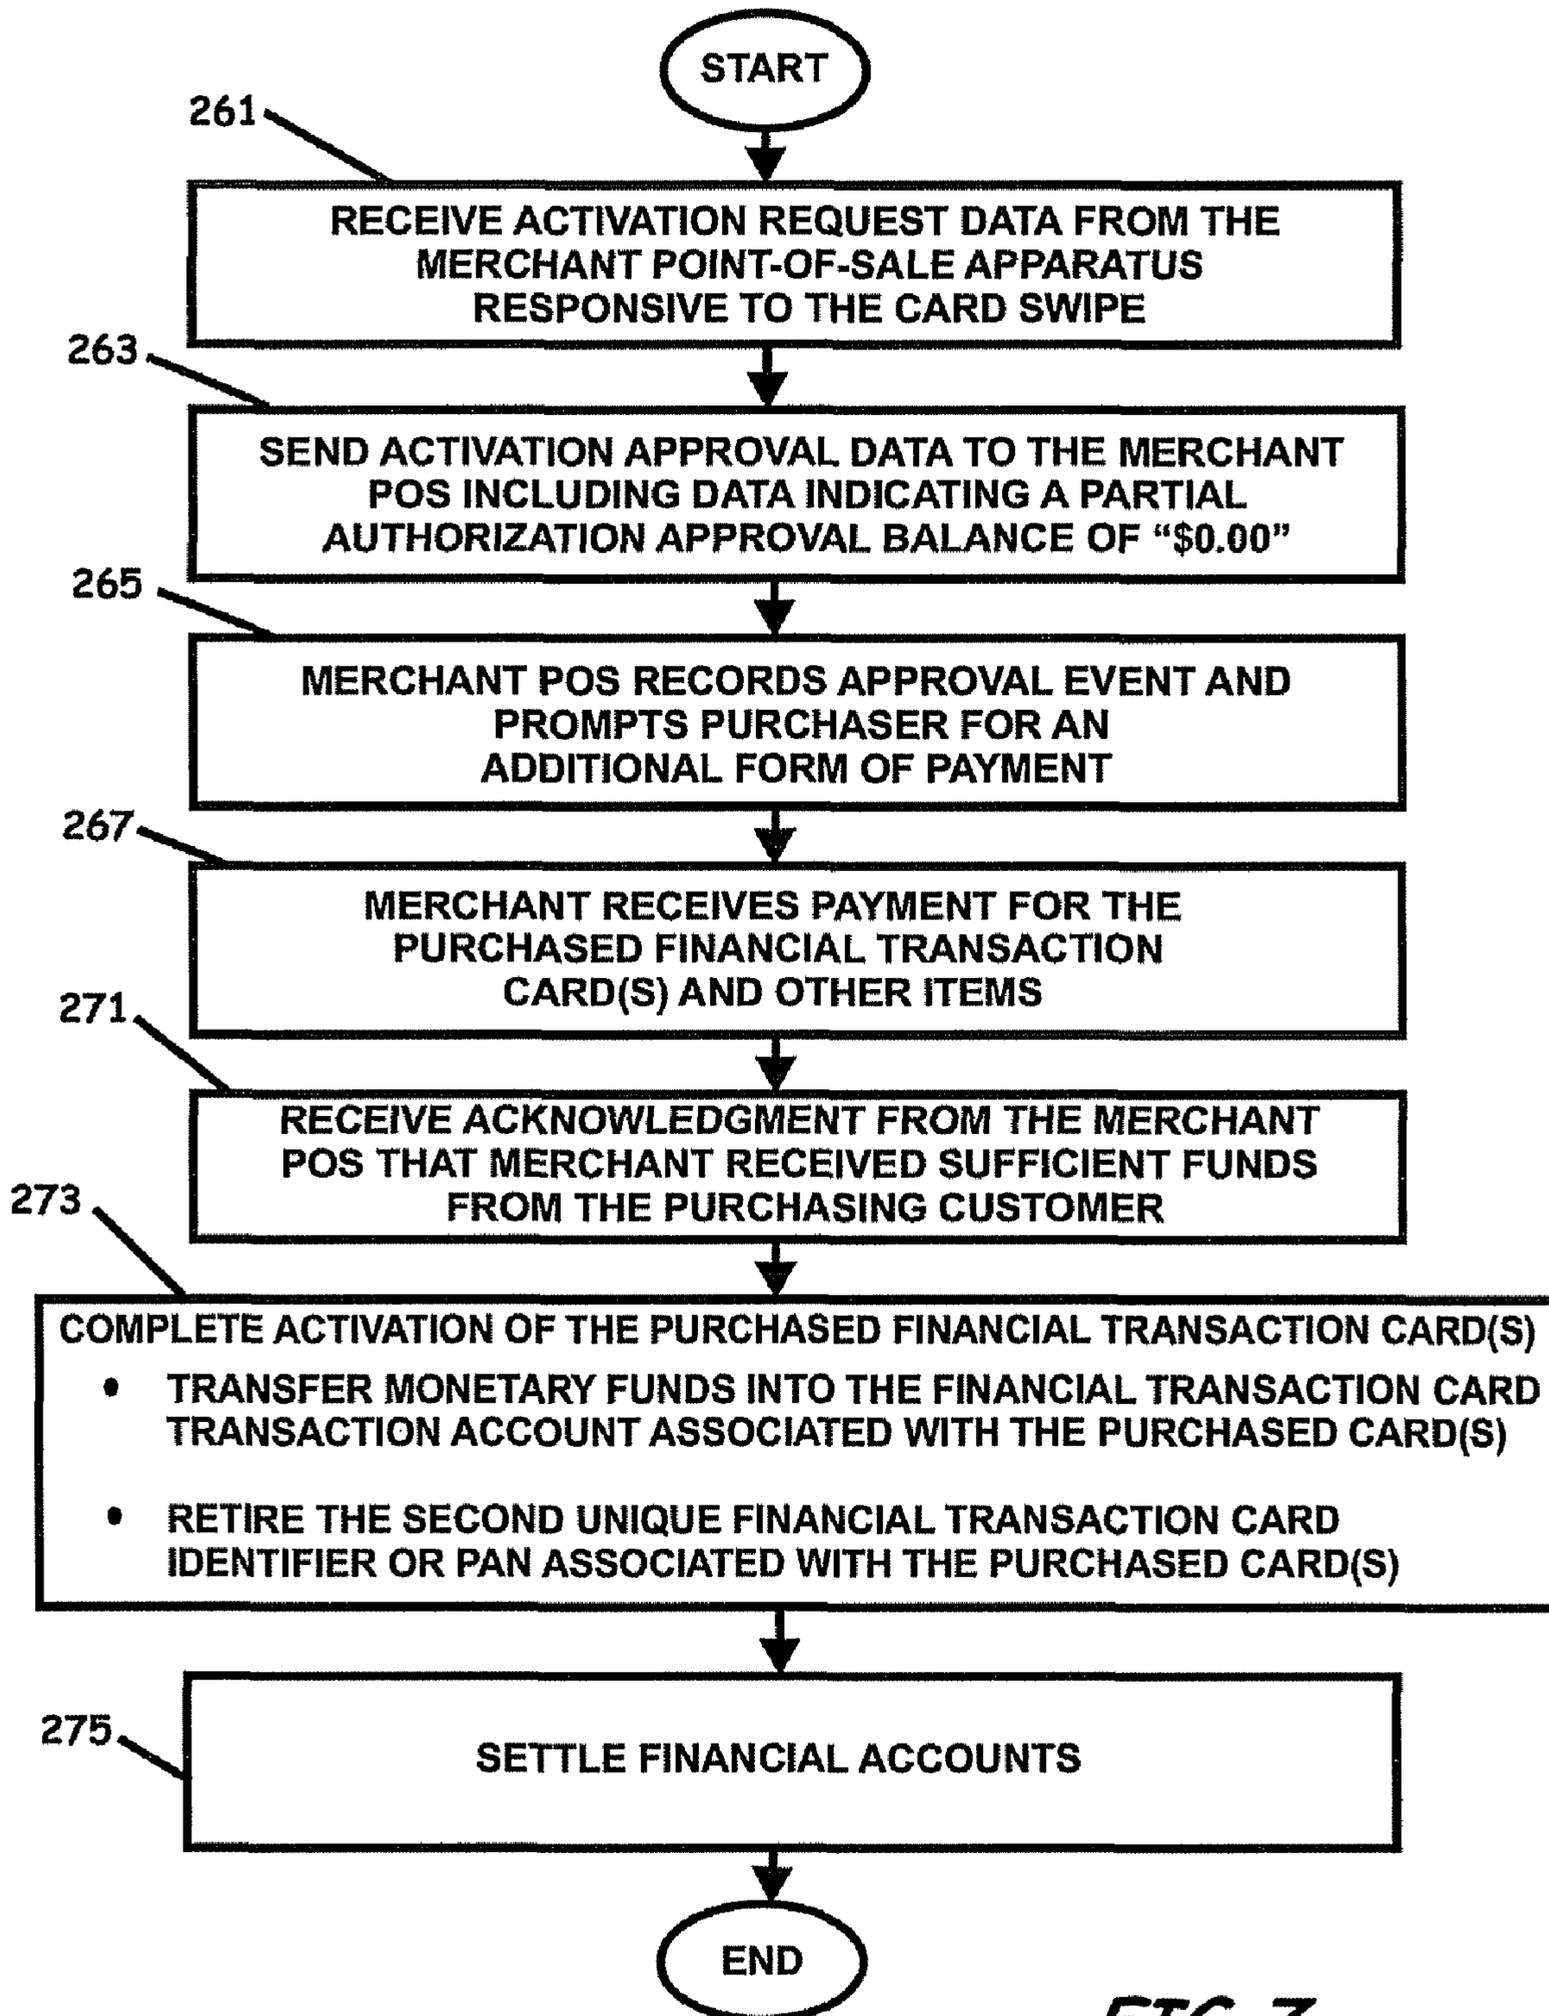 START
261
RECEIVE ACTIVATION REQUEST DATA FROM THE
MERCHANT POINT-OF-SALE APPARATUS
RESPONSIVE TO THE CARD SWIPE
263
SEND ACTIVATION APPROVAL DATA TO THE MERCHANT
POS INCLUDING DATA INDICATING A PARTIAL
AUTHORIZATION APPROVAL BALANCE OF “$0.00”
265
MERCHANT POS RECORDS APPROVAL EVENT AND
PROMPTS PURCHASER FOR AN
ADDITIONAL FORM OF PAYMENT
267
MERCHANT RECEIVES PAYMENT FOR THE
PURCHASED FINANCIAL TRANSACTION
CARD(S) AND OTHER ITEMS
271
RECEIVE ACKNOWLEDGMENT FROM THE MERCHANT
POS THAT MERCHANT RECEIVED SUFFICIENT FUNDS
FROM THE PURCHASING CUSTOMER
273
COMPLETE ACTIVATION OF THE PURCHASED FINANCIAL TRANSACTION CARD(S)
• TRANSFER MONETARY FUNDS INTO THE FINANCIAL TRANSACTION CARD
TRANSACTION ACCOUNT ASSOCIATED WITH THE PURCHASED CARD(S)
• RETIRE THE SECOND UNIQUE FINANCIAL TRANSACTION CARD
IDENTIFIER OR PAN ASSOCIATED WITH THE PURCHASED CARD(S)
275
SETTLE FINANCIAL ACCOUNTS
END